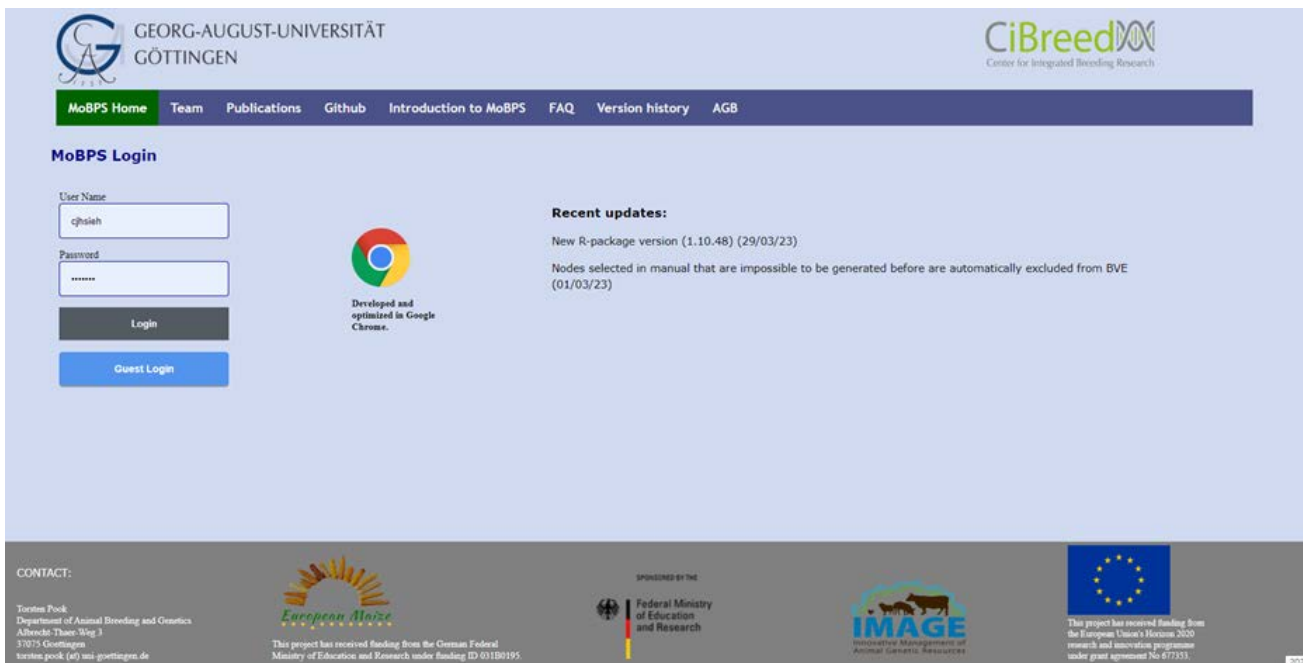 GEORG-AUGUST-UNIVERSITÄT
GÖTTINGEN
CiBreed
Center for Integrated Breeding Research
MoBPS Home Team Publications Github Introduction to MoBPS FAQ Version history AGB
MoBPS Login
User Name
cjhsieh
Password
•••••••
Login
Guest Login
Developed and
optimized in Google
Chrome.
Recent updates:
New R-package version (1.10.48) (29/03/23)
Nodes selected in manual that are impossible to be generated before are automatically excluded from BVE
(01/03/23)
CONTACT:
Torsten Pook
Department of Animal Breeding and Genetics
Albrecht-Thaer-Weg 3
37075 Goettingen
torsten.pook (at) uni-goettingen.de
European Maize
This project has received funding from the German Federal
Ministry of Education and Research under funding ID 031B0195.
SPONSORED BY THE
Federal Ministry
of Education
and Research
IMAGE
Innovative Management of
Animal Genetic Resources
This project has received funding from
the European Union's Horizon 2020
research and innovation programme
under grant agreement No 677353.